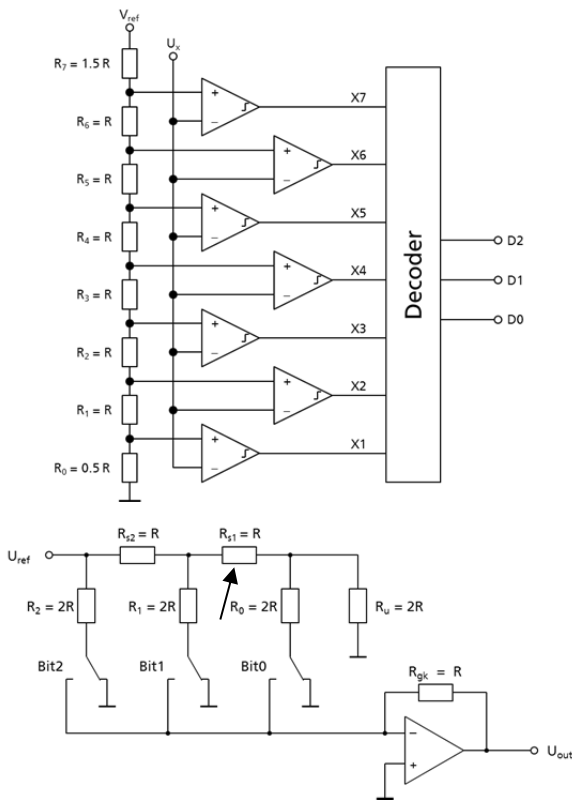 Vref
Ux
R7 = 1.5 R
X7
R6 = R
X6
R5 = R
X5
R4 = R
D2
X4
R3 = R
D1
Decoder
D0
X3
R2 = R
X2
R1 = R
X1
R0 = 0.5 R
Rs2 = R
Rs1 = R
Uref
R2 = 2R
R1 = 2R
R0 = 2R
Ru = 2R
Bit2
Bit1
Bit0
Rgk = R
Uout